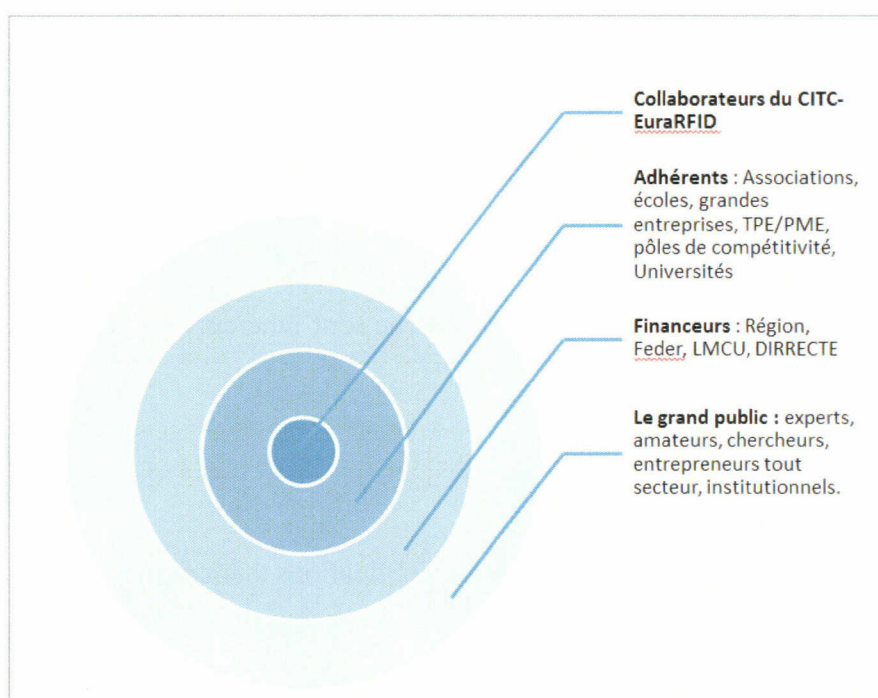 Collaborateurs du CITC-
EuraRFID
Adhérents : Associations,
écoles, grandes
entreprises, TPE/PME,
pôles de compétitivité,
Universités
Financeurs : Région,
Feder, LMCU, DIRRECTE
Le grand public : experts,
amateurs, chercheurs,
entrepreneurs tout
secteur, institutionnels.